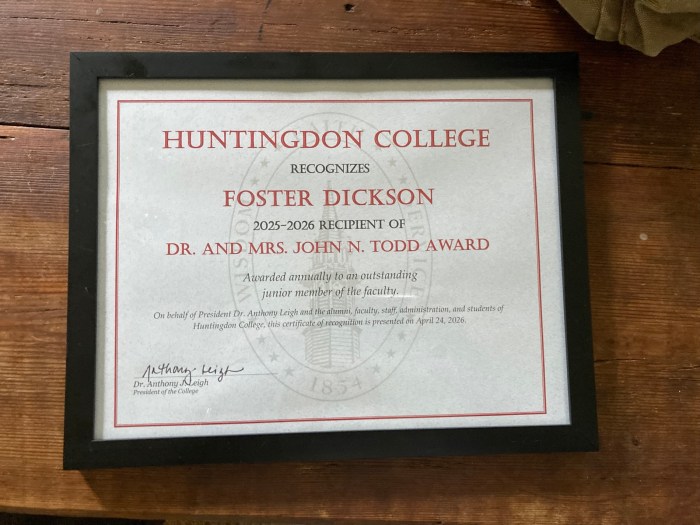 HUNTINGDON COLLEGE
RECOGNIZES
FOSTER DICKSON
2025-2026 RECIPIENT OF
DR. AND MRS. JOHN N. TODD AWARD
Awarded annually to an outstanding
junior member of the faculty.
On behalf of President Dr. Anthony Leigh and the alumni, faculty, staff, administration, and students of
Huntingdon College, this certificate of recognition is presented on April 24, 2026.
Anthony Leigh
Dr. Anthony J. Leigh
President of the College
WISDOM
1854